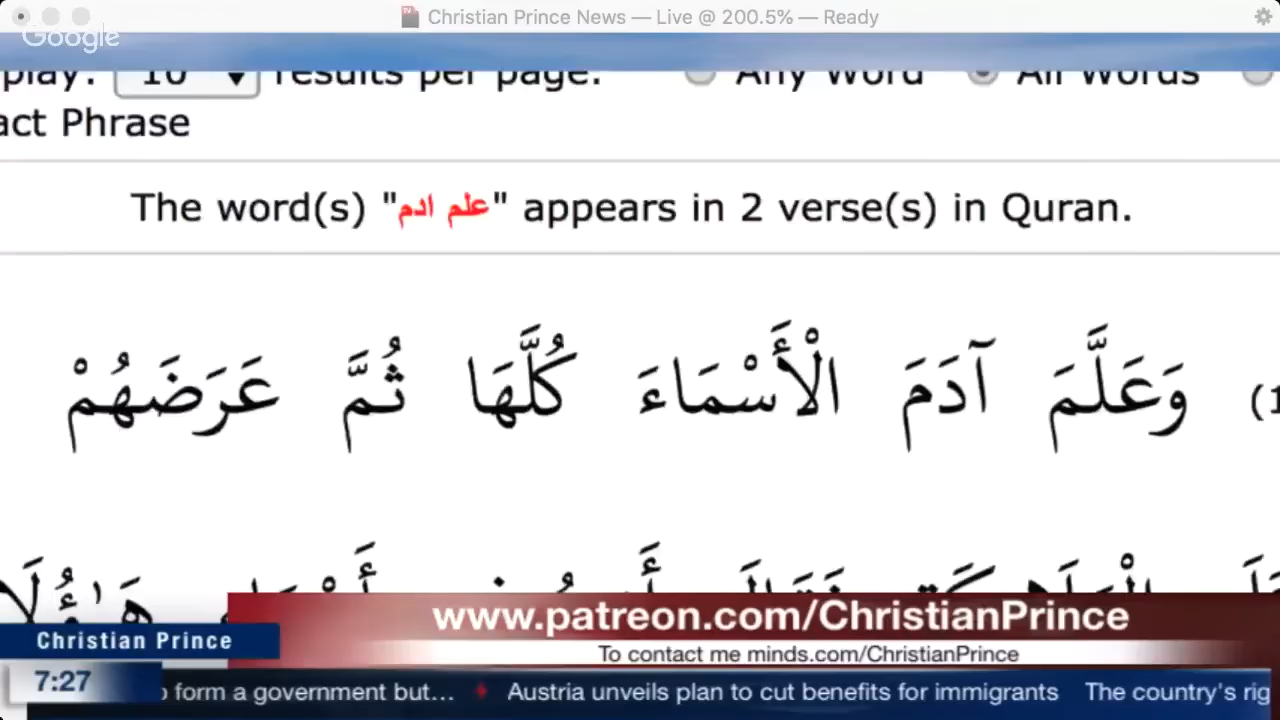 Christian Prince News — Live @ 200.5% — Ready
Google
play: 10 results per page. Any Word All Words
act Phrase
The word(s) "علم ادم" appears in 2 verse(s) in Quran.
وَعَلَّمَ آدَمَ الْأَسْمَاءَ كُلَّهَا ثُمَّ عَرَضَهُمْ
www.patreon.com/ChristianPrince
To contact me minds.com/ChristianPrince
Christian Prince
7:27
form a government but... Austria unveils plan to cut benefits for immigrants The country's rig